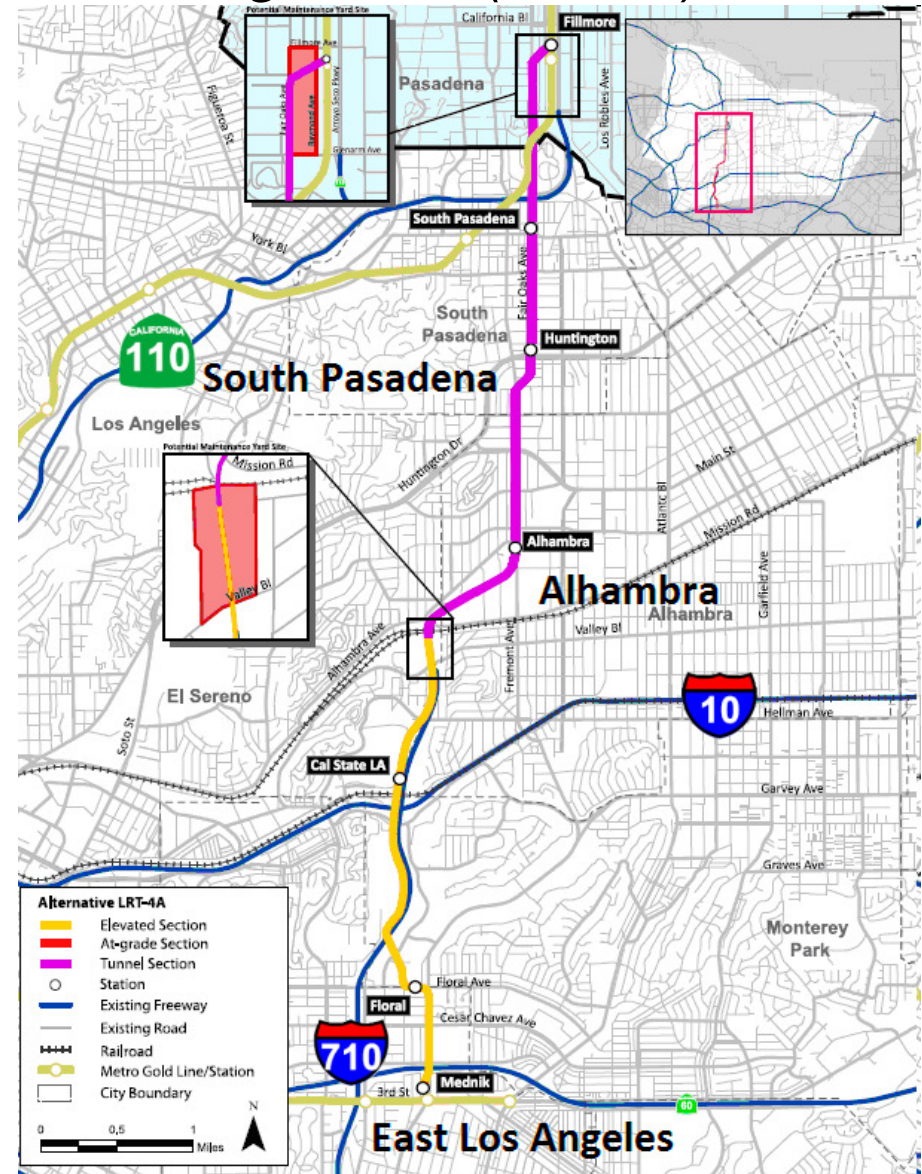 Potential Maintenance Yard Site
Fillmore Ave
Fair Oaks Ave
Raymond Ave
Arroyo Seco Pkwy
Glenarm Ave
California Bl
Fillmore
Pasadena
Los Robles Ave
Figueroa St
South Pasadena
York Bl
Fair Oaks Ave
South
Pasadena
Huntington
CALIFORNIA
110
South Pasadena
Los Angeles
Potential Maintenance Yard Site
Mission Rd
Valley Bl
Huntington Dr
Main St
Atlantic Bl
Mission Rd
Alhambra
Garfield Ave
Alhambra
Alhambra
Valley Bl
Fremont Ave
Alhambra Ave
El Sereno
Soto St
10
Hellman Ave
Cal State LA
Garvey Ave
Graves Ave
Monterey
Park
Floral Ave
Floral
Cesar Chavez Ave
710
Mednik
3rd St
60
East Los Angeles
Alternative LRT-4A
Elevated Section
At-grade Section
Tunnel Section
Station
Existing Freeway
Existing Road
Railroad
Metro Gold Line/Station
City Boundary
N
0 0,5 1
Miles